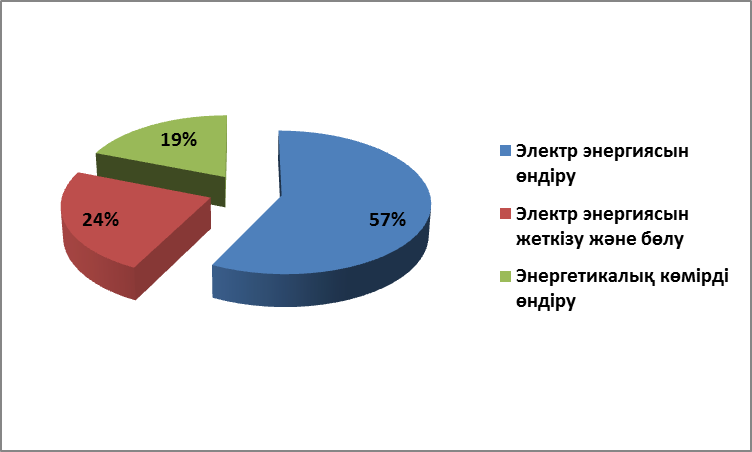 19%
24%
57%
Электр энергиясын
өндіру
Электр энергиясын
жеткізу және бөлу
Энергетикалық көмірді
өндіру